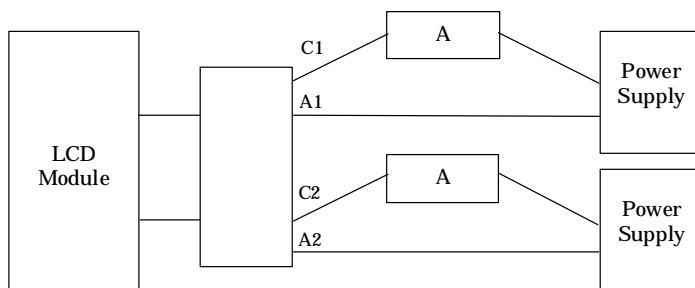 C1
A
Power
Supply
A1
LCD
Module
C2
A
Power
Supply
A2